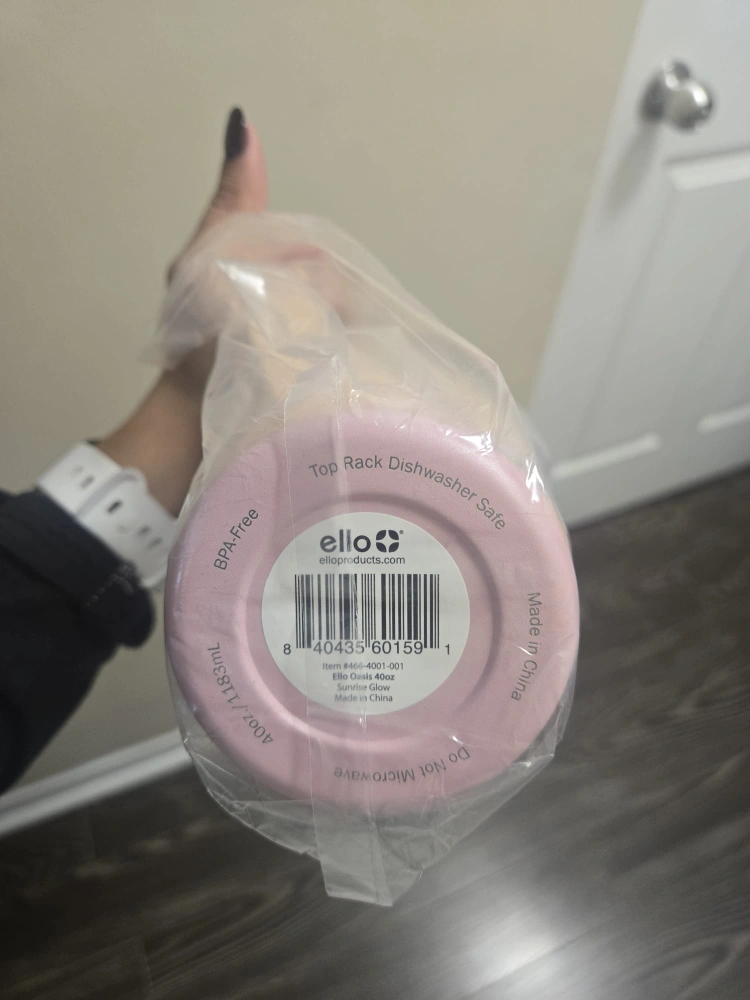 Top Rack Dishwasher Safe
BPA-Free
ello®
elloproducts.com
8 40435 60159 1
Item #466-4001-001
Ello Oasis 40oz
Sunrise Glow
Made in China
Made in China
40oz./1183mL
Do Not Microwave